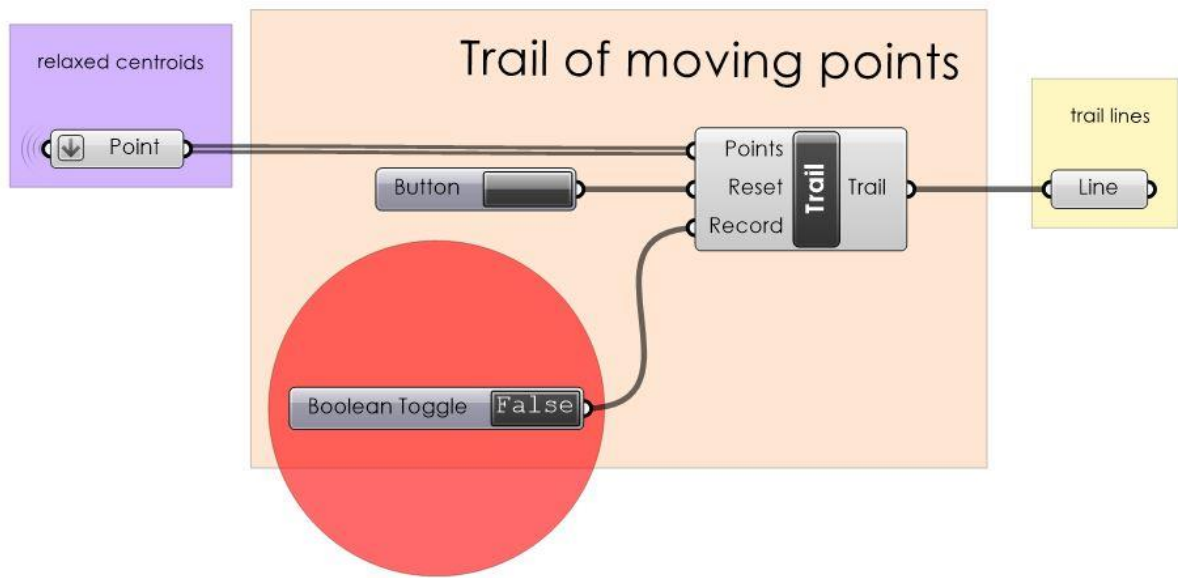 relaxed centroids
Trail of moving points
trail lines
Point
Points
Button
Reset
Trail
Trail
Line
Record
Boolean Toggle
False